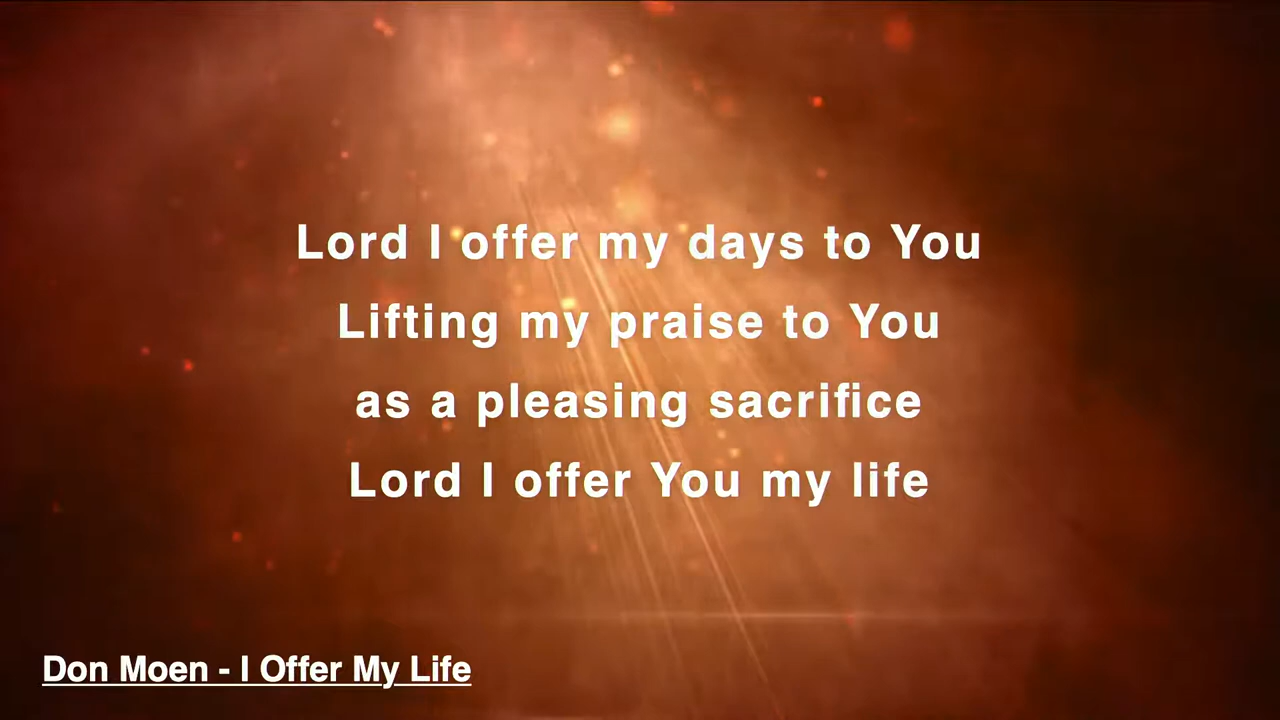 Lord I offer my days to You
Lifting my praise to You
as a pleasing sacrifice
Lord I offer You my life
Don Moen - I Offer My Life